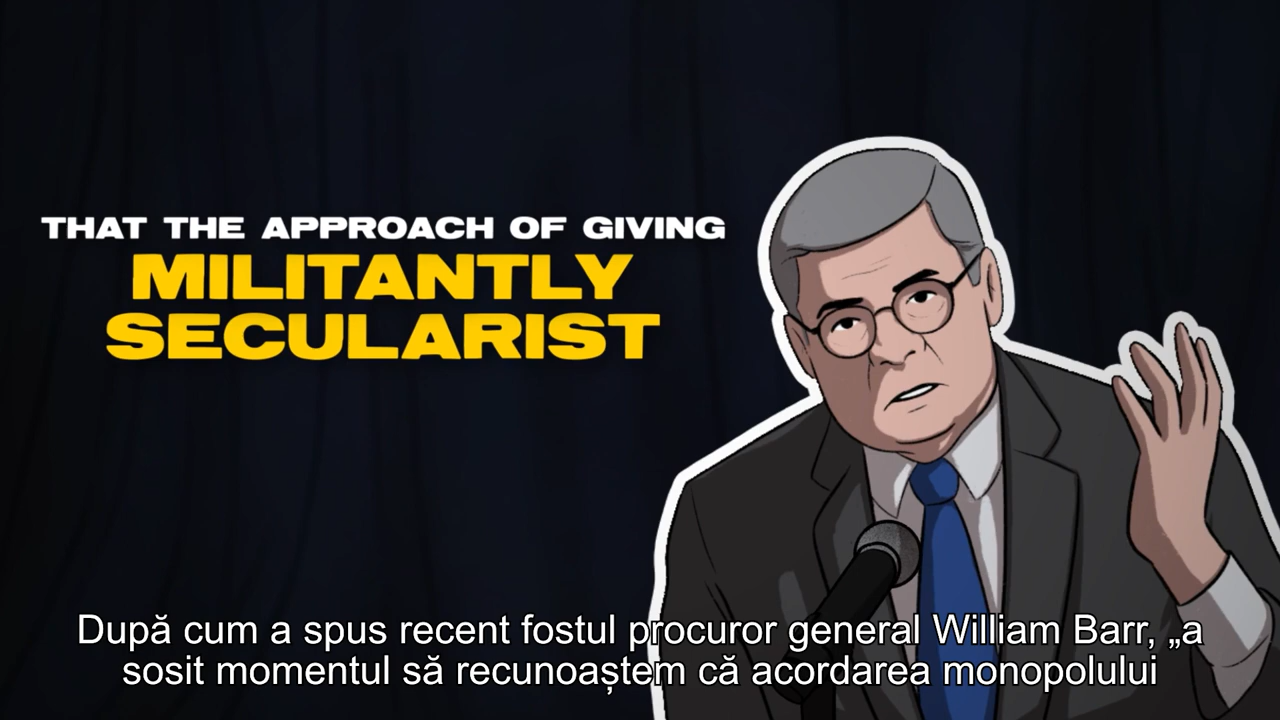 THAT THE APPROACH OF GIVING
MILITANTLY
SECULARIST
După cum a spus recent fostul procuror general William Barr, „a
sosit momentul să recunoaștem că acordarea monopolului